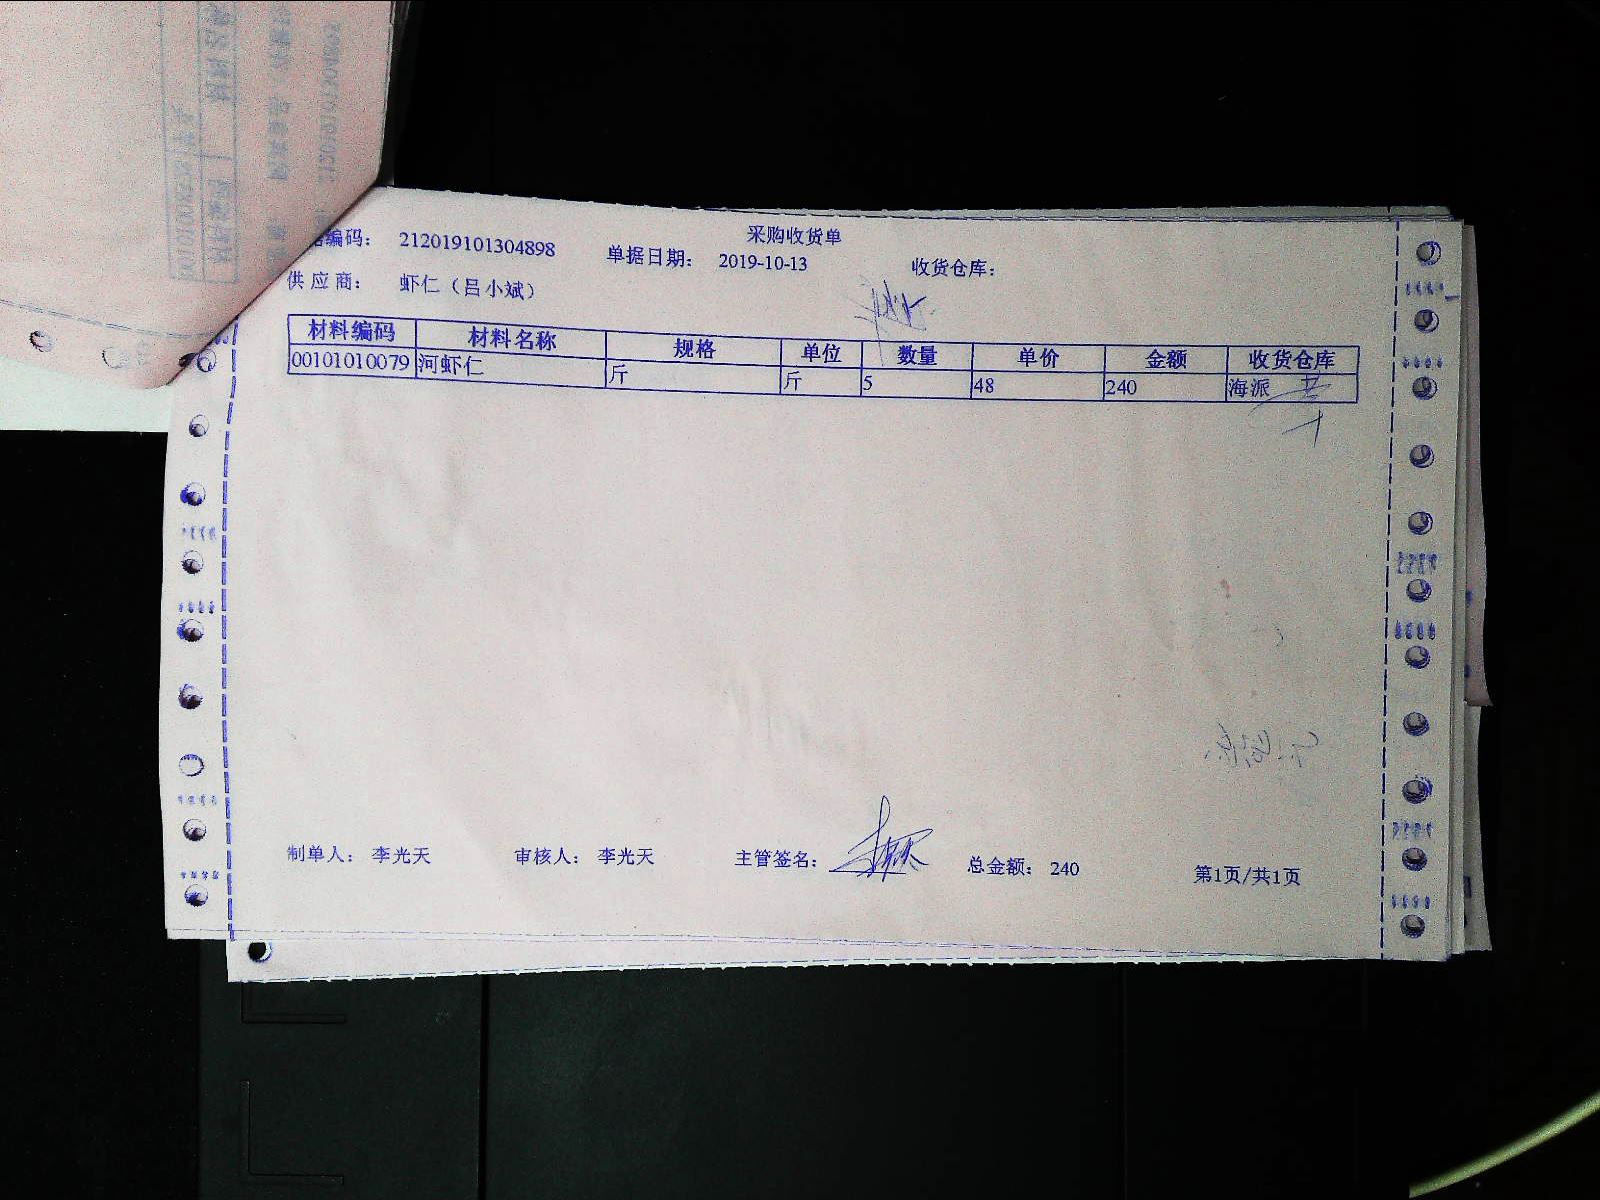 采购收货单
编码： 212019101304898 单据日期： 2019-10-13 收货仓库：
供应商： 虾仁（吕小斌）
材料编码 材料名称 规格 单位 数量 单价 金额 收货仓库
00101010079 河虾仁 斤 斤 5 48 240 海派
制单人： 李光天 审核人： 李光天 主管签名： 总金额： 240 第1页/共1页